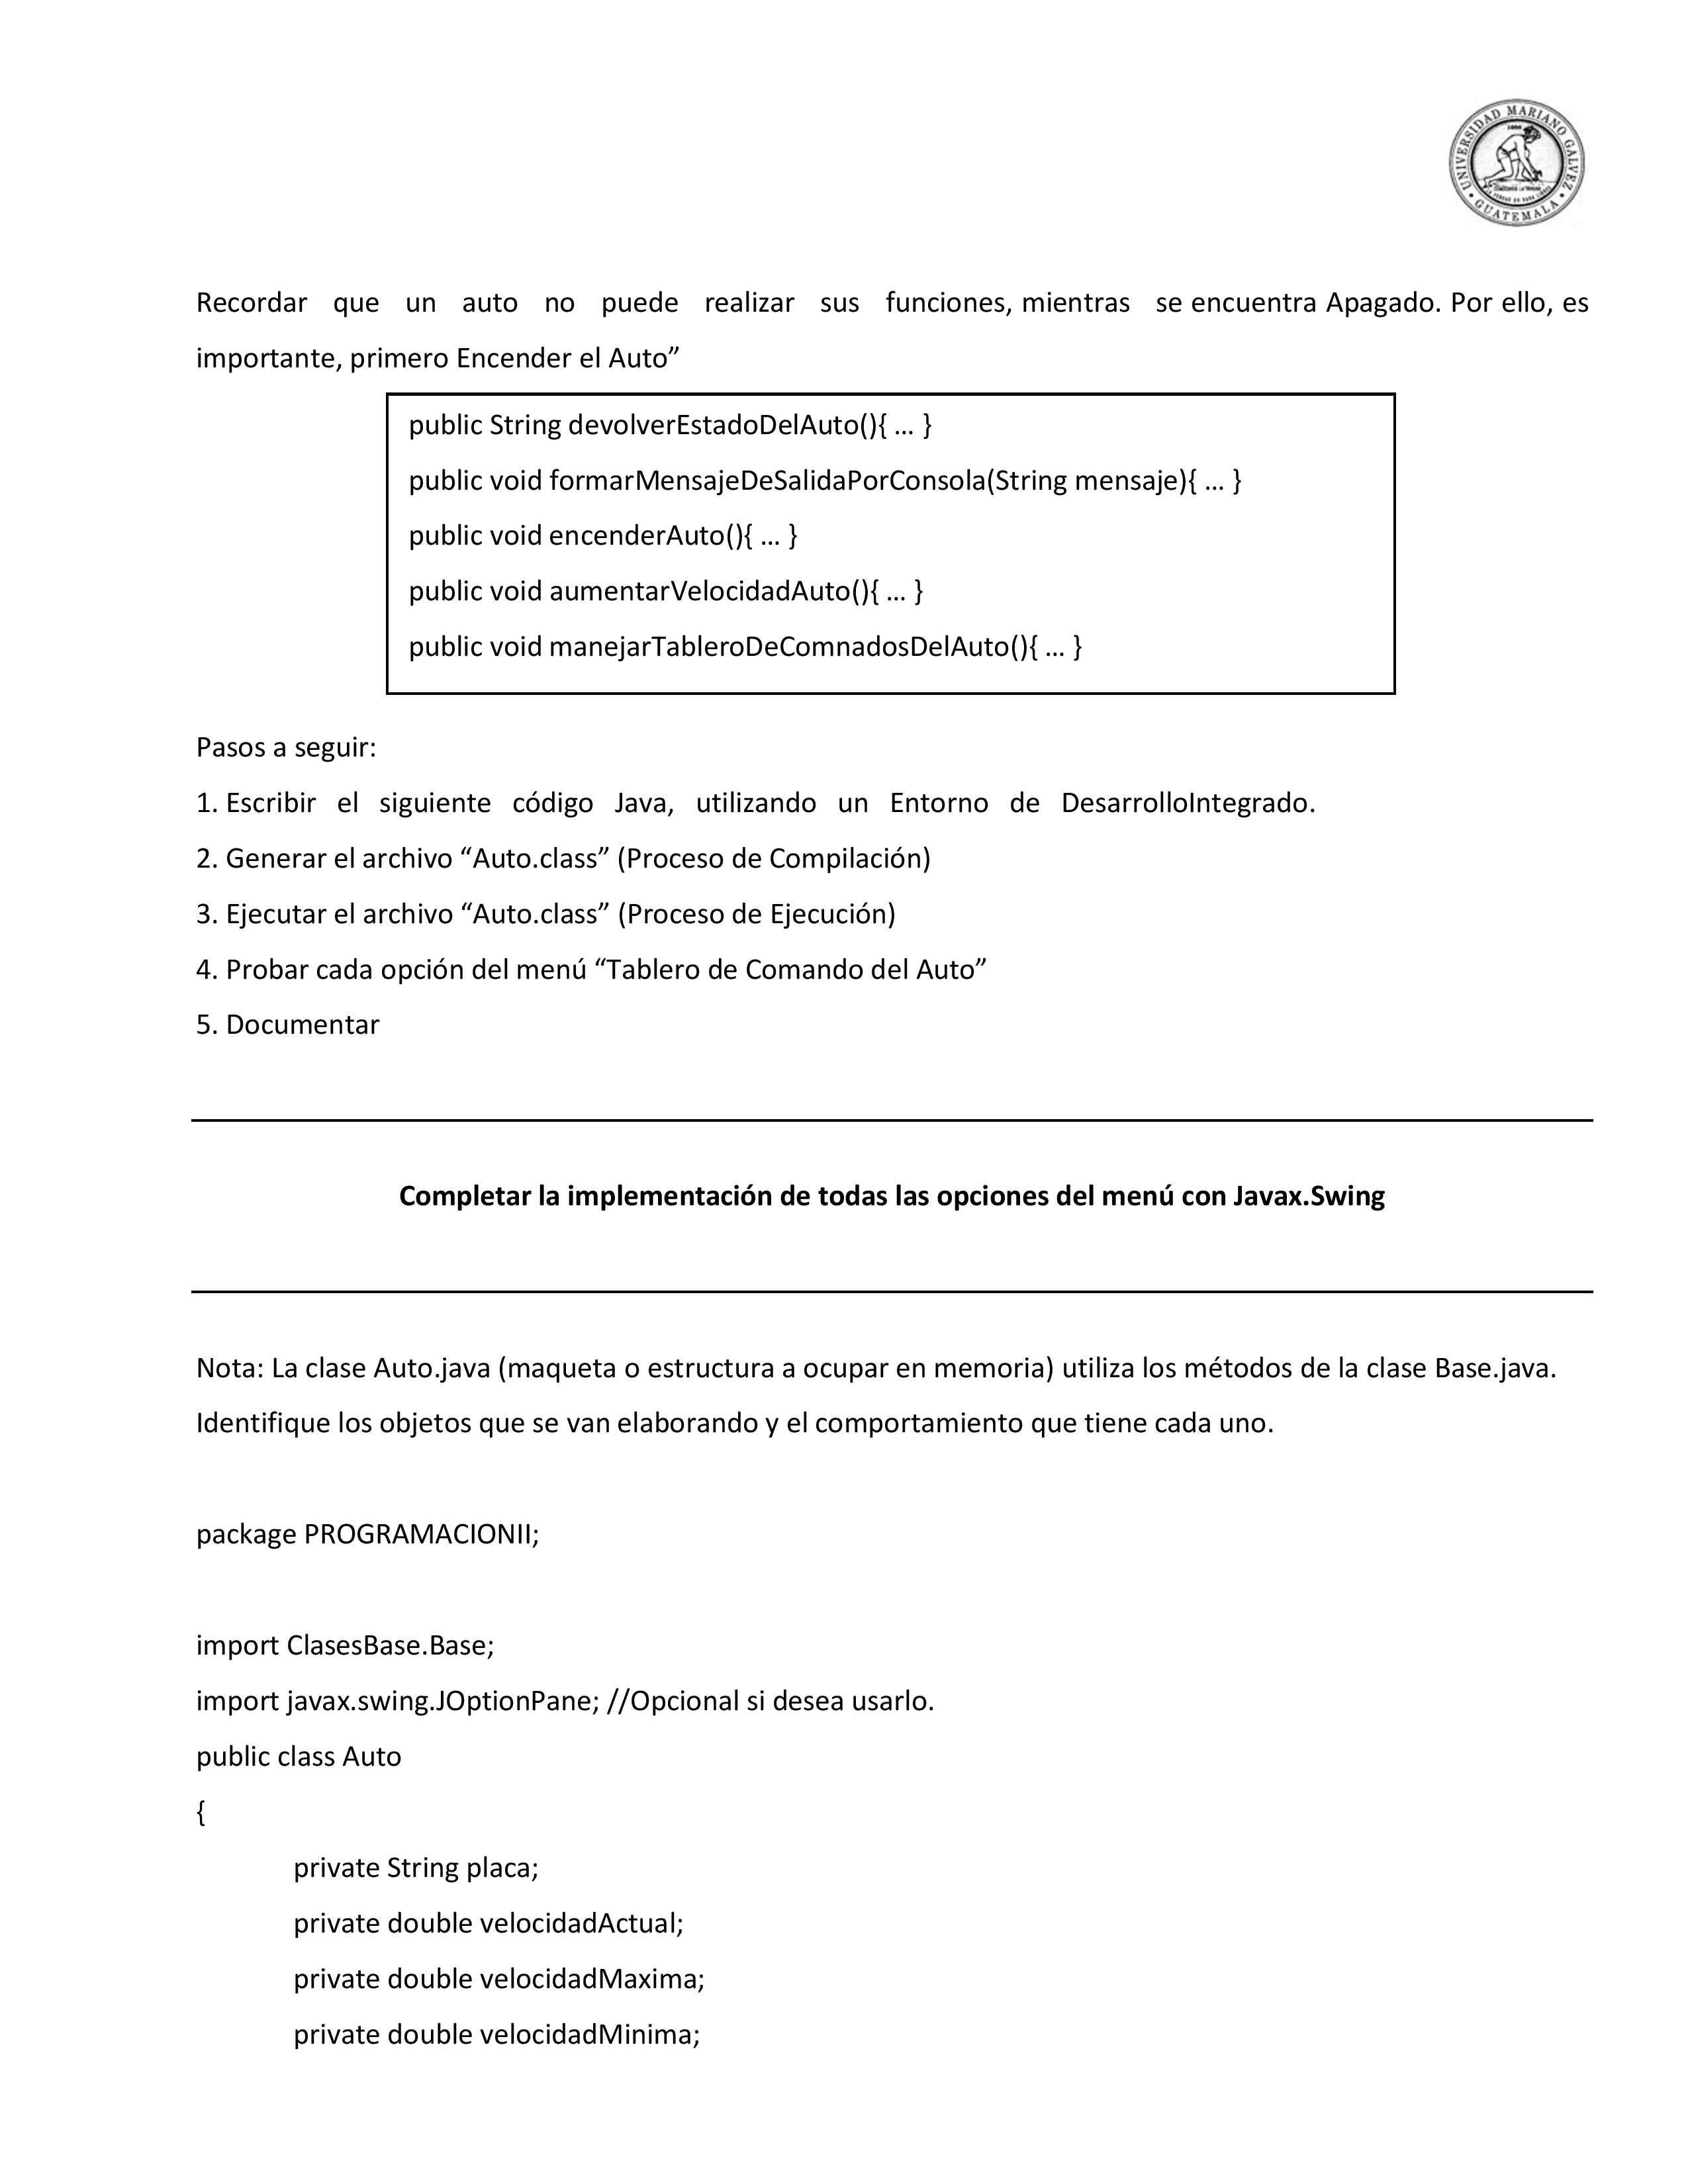 UNIVERSIDAD MARIANO GALVEZ
GUATEMALA
Recordar que un auto no puede realizar sus funciones, mientras se encuentra Apagado. Por ello, es
importante, primero Encender el Auto”
public String devolverEstadoDelAuto(){ ... }
public void formarMensajeDeSalidaPorConsola(String mensaje){ ... }
public void encenderAuto(){ ... }
public void aumentarVelocidadAuto(){ ... }
public void manejarTableroDeComnadosDelAuto(){ ... }
Pasos a seguir:
1. Escribir el siguiente código Java, utilizando un Entorno de DesarrolloIntegrado.
2. Generar el archivo “Auto.class” (Proceso de Compilación)
3. Ejecutar el archivo “Auto.class” (Proceso de Ejecución)
4. Probar cada opción del menú “Tablero de Comando del Auto”
5. Documentar
Completar la implementación de todas las opciones del menú con Javax.Swing
Nota: La clase Auto.java (maqueta o estructura a ocupar en memoria) utiliza los métodos de la clase Base.java.
Identifique los objetos que se van elaborando y el comportamiento que tiene cada uno.
package PROGRAMACIONII;
import ClasesBase.Base;
import javax.swing.JOptionPane; //Opcional si desea usarlo.
public class Auto
{
private String placa;
private double velocidadActual;
private double velocidadMaxima;
private double velocidadMinima;